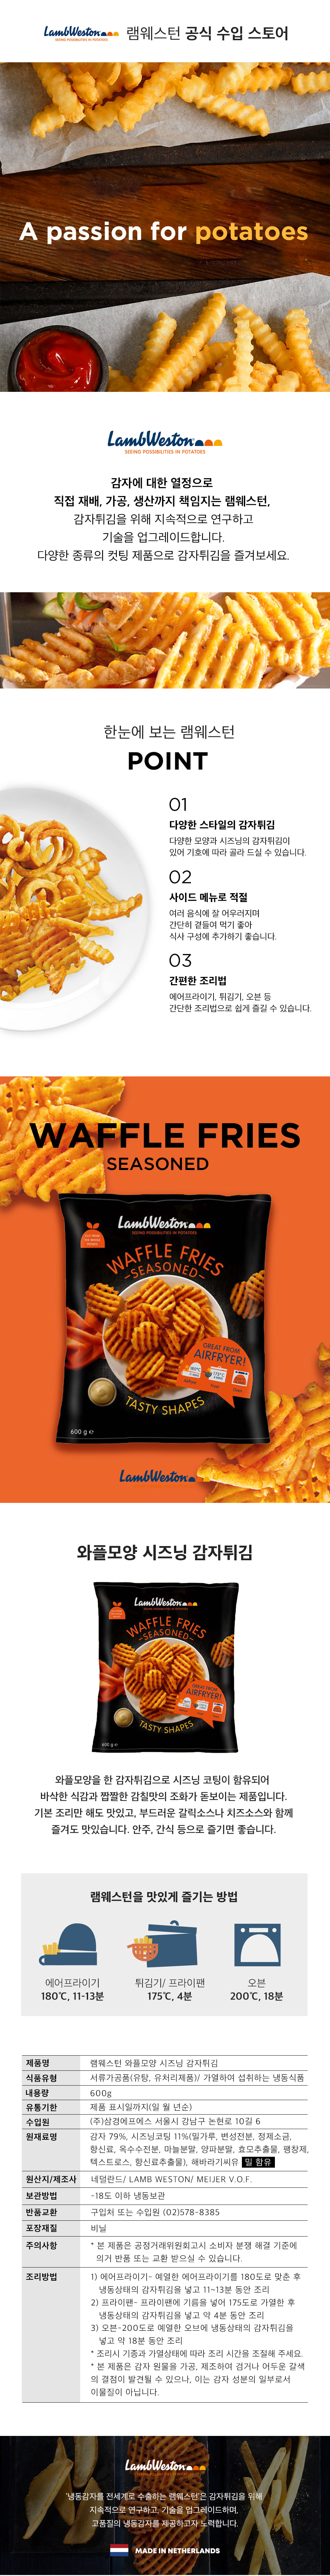 LambWeston
SEEING POSSIBILITIES IN POTATOES
램웨스턴 공식 수입 스토어
A passion for potatoes
LambWeston
SEEING POSSIBILITIES IN POTATOES
감자에 대한 열정으로
직접 재배, 가공, 생산까지 책임지는 램웨스턴,
감자튀김을 위해 지속적으로 연구하고
기술을 업그레이드합니다.
다양한 종류의 컷팅 제품으로 감자튀김을 즐겨보세요.
한눈에 보는 램웨스턴
POINT
01
다양한 스타일의 감자튀김
다양한 모양과 시즈닝의 감자튀김이
있어 기호에 따라 골라 드실 수 있습니다.
02
사이드 메뉴로 적절
여러 음식에 잘 어우러지며
간단히 곁들여 먹기 좋아
식사 구성에 추가하기 좋습니다.
03
간편한 조리법
에어프라이기, 튀김기, 오븐 등
간단한 조리법으로 쉽게 즐길 수 있습니다.
WAFFLE FRIES
SEASONED
LambWeston
SEEING POSSIBILITIES IN POTATOES
WAFFLE FRIES
-SEASONED-
GREAT FROM
AIRFRYER!
TASTY SHAPES
600 g e
LambWeston
와플모양 시즈닝 감자튀김
LambWeston
SEEING POSSIBILITIES IN POTATOES
WAFFLE FRIES
-SEASONED-
GREAT FROM
AIRFRYER!
TASTY SHAPES
600 g e
와플모양을 한 감자튀김으로 시즈닝 코팅이 함유되어
바삭한 식감과 짭짤한 감칠맛의 조화가 돋보이는 제품입니다.
기본 조리만 해도 맛있고, 부드러운 갈릭소스나 치즈소스와 함께
즐겨도 맛있습니다. 안주, 간식 등으로 즐기면 좋습니다.
램웨스턴을 맛있게 즐기는 방법
에어프라이기
180℃, 11-13분
튀김기/ 프라이팬
175℃, 4분
오븐
200℃, 18분
제품명 램웨스턴 와플모양 시즈닝 감자튀김
식품유형 서류가공품(유탕, 유처리제품)/ 가열하여 섭취하는 냉동식품
내용량 600g
유통기한 제품 표시일까지(일 월 년순)
수입원 (주)삼경에프에스 서울시 강남구 논현로 10길 6
원재료명 감자 79%, 시즈닝코팅 11%(밀가루, 변성전분, 정제소금,
향신료, 옥수수전분, 마늘분말, 양파분말, 효모추출물, 팽창제,
덱스트로스, 향신료추출물), 해바라기씨유 밀 함유
원산지/제조사 네덜란드/ LAMB WESTON/ MEIJER V.O.F.
보관방법 -18도 이하 냉동보관
반품교환 구입처 또는 수입원 (02)578-8385
포장재질 비닐
주의사항 * 본 제품은 공정거래위원회고시 소비자 분쟁 해결 기준에
의거 반품 또는 교환 받으실 수 있습니다.
조리방법 1) 에어프라이기- 예열한 에어프라이기를 180도로 맞춘 후
냉동상태의 감자튀김을 넣고 11~13분 동안 조리
2) 프라이팬- 프라이팬에 기름을 넣어 175도로 가열한 후
냉동상태의 감자튀김을 넣고 약 4분 동안 조리
3) 오븐-200도로 예열한 오브에 냉동상태의 감자튀김을
넣고 약 18분 동안 조리
* 조리시 기종과 가열상태에 따라 조리 시간을 조절해 주세요.
* 본 제품은 감자 원물을 가공, 제조하여 검거나 어두운 갈색
의 결점이 발견될 수 있으나, 이는 감자 성분의 일부로서
이물질이 아닙니다.
LambWeston
SEEING POSSIBILITIES IN POTATOES
'냉동감자를 전세계로 수출하는 램웨스턴'은 감자튀김을 위해
지속적으로 연구하고, 기술을 업그레이드하며,
고품질의 냉동감자를 제공하고자 노력합니다.
MADE IN NETHERLANDS